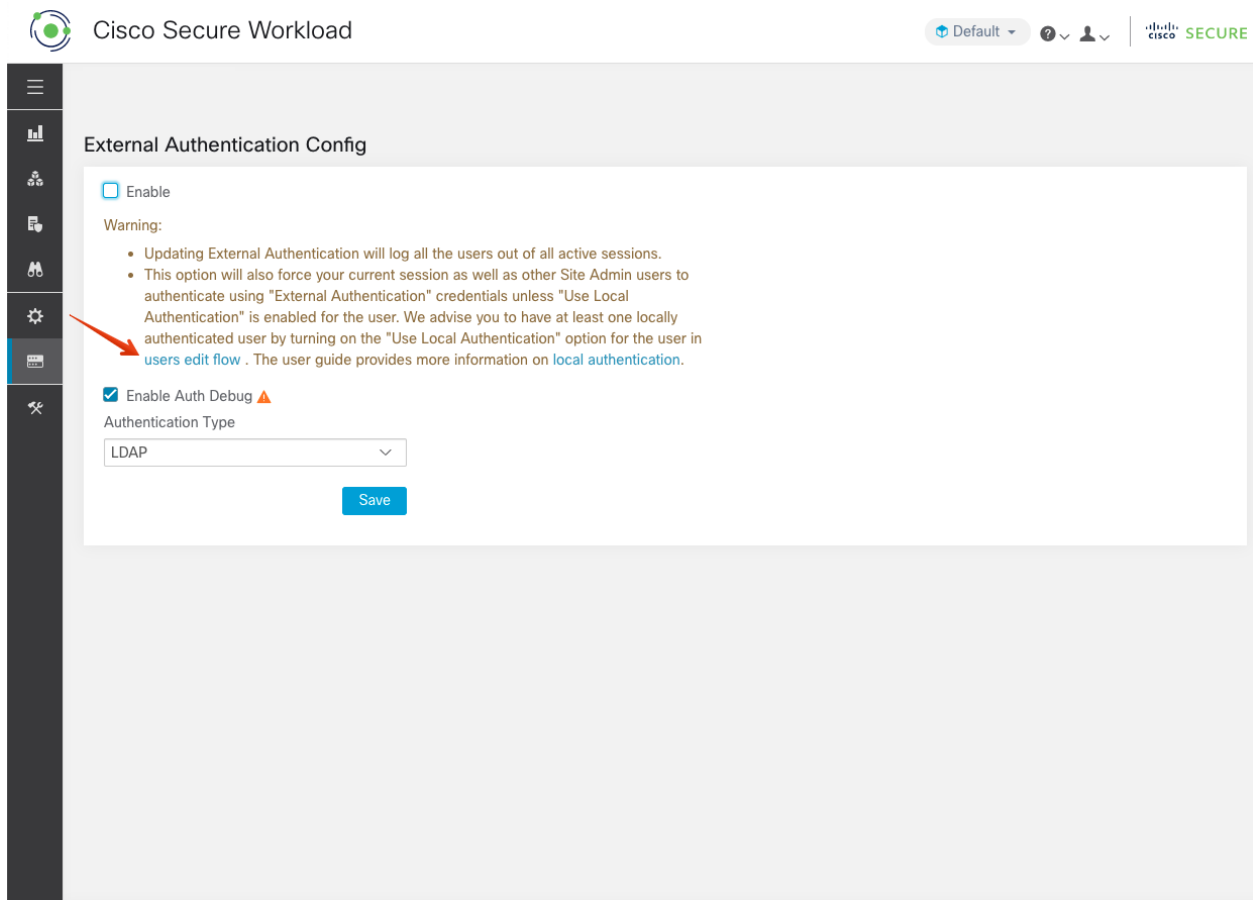 Cisco Secure Workload
Default
cisco SECURE
External Authentication Config
Enable
Warning:
• Updating External Authentication will log all the users out of all active sessions.
• This option will also force your current session as well as other Site Admin users to
authenticate using "External Authentication" credentials unless "Use Local
Authentication" is enabled for the user. We advise you to have at least one locally
authenticated user by turning on the "Use Local Authentication" option for the user in
users edit flow . The user guide provides more information on local authentication.
Enable Auth Debug
Authentication Type
LDAP
Save